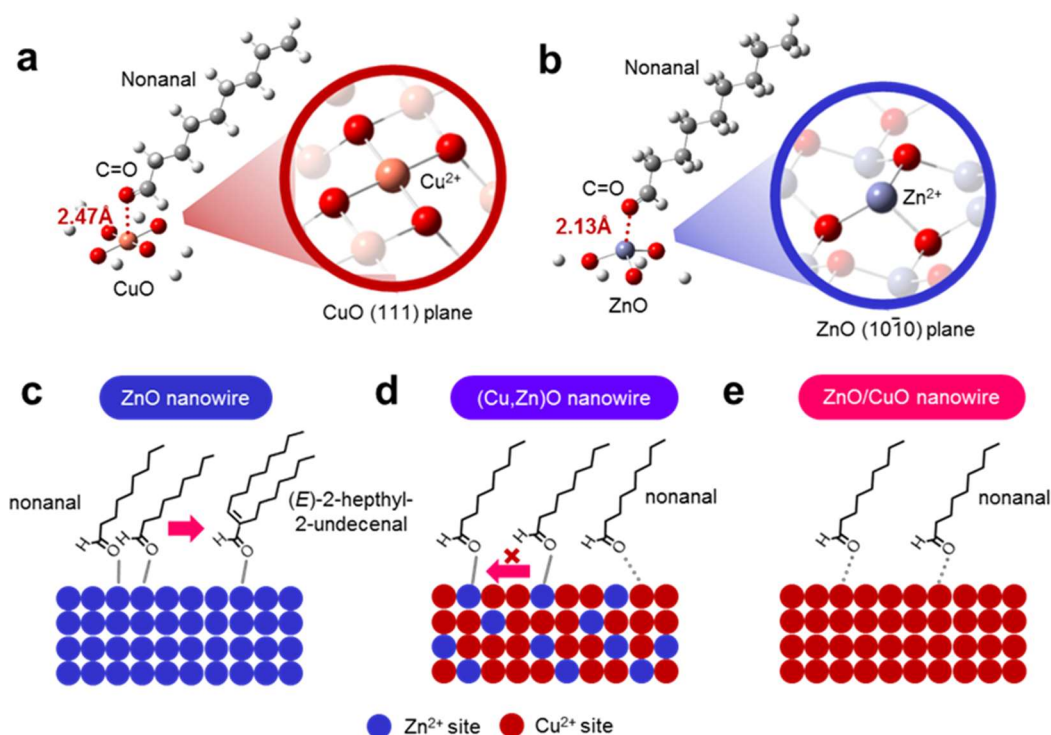 a
Nonanal
C=O
2.47Å
CuO
Cu²⁺
CuO (111) plane
b
Nonanal
C=O
2.13Å
ZnO
Zn²⁺
ZnO (101̄0) plane
c
ZnO nanowire
nonanal
H
O
H
O
H
O
(E)-2-hepthyl-
2-undecenal
d
(Cu,Zn)O nanowire
nonanal
H
O
H
O
H
O
e
ZnO/CuO nanowire
nonanal
H
O
H
O
Zn²⁺ site
Cu²⁺ site